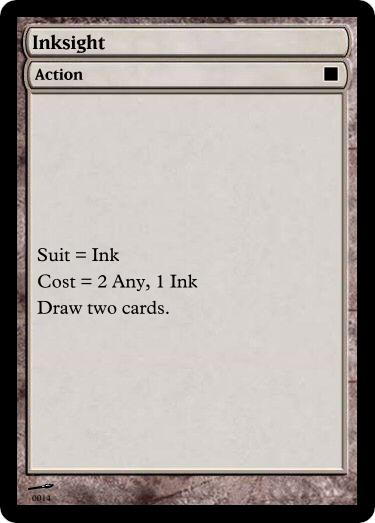 Inksight
Action
Suit = Ink
Cost = 2 Any, 1 Ink
Draw two cards.
0014